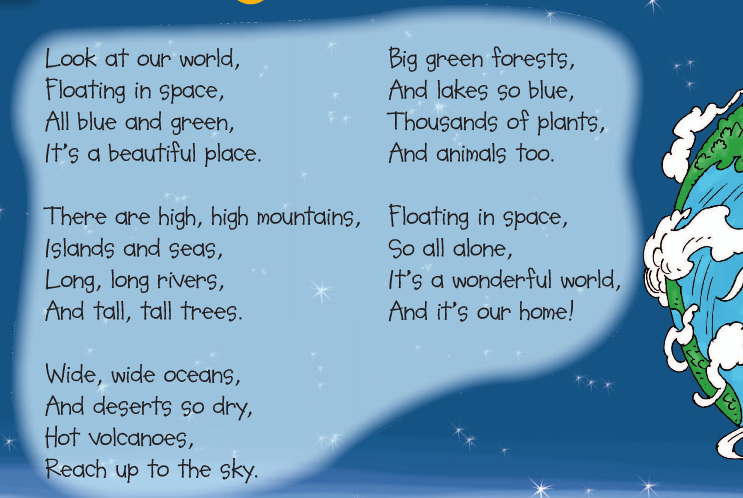 Look at our world,
Floating in space,
All blue and green,
It's a beautiful place.
There are high, high mountains,
Islands and seas,
Long, long rivers,
And tall, tall trees.
Wide, wide oceans,
And deserts so dry,
Hot volcanoes,
Reach up to the sky.
Big green forests,
And lakes so blue,
Thousands of plants,
And animals too.
Floating in space,
So all alone,
It's a wonderful world,
And it's our home!